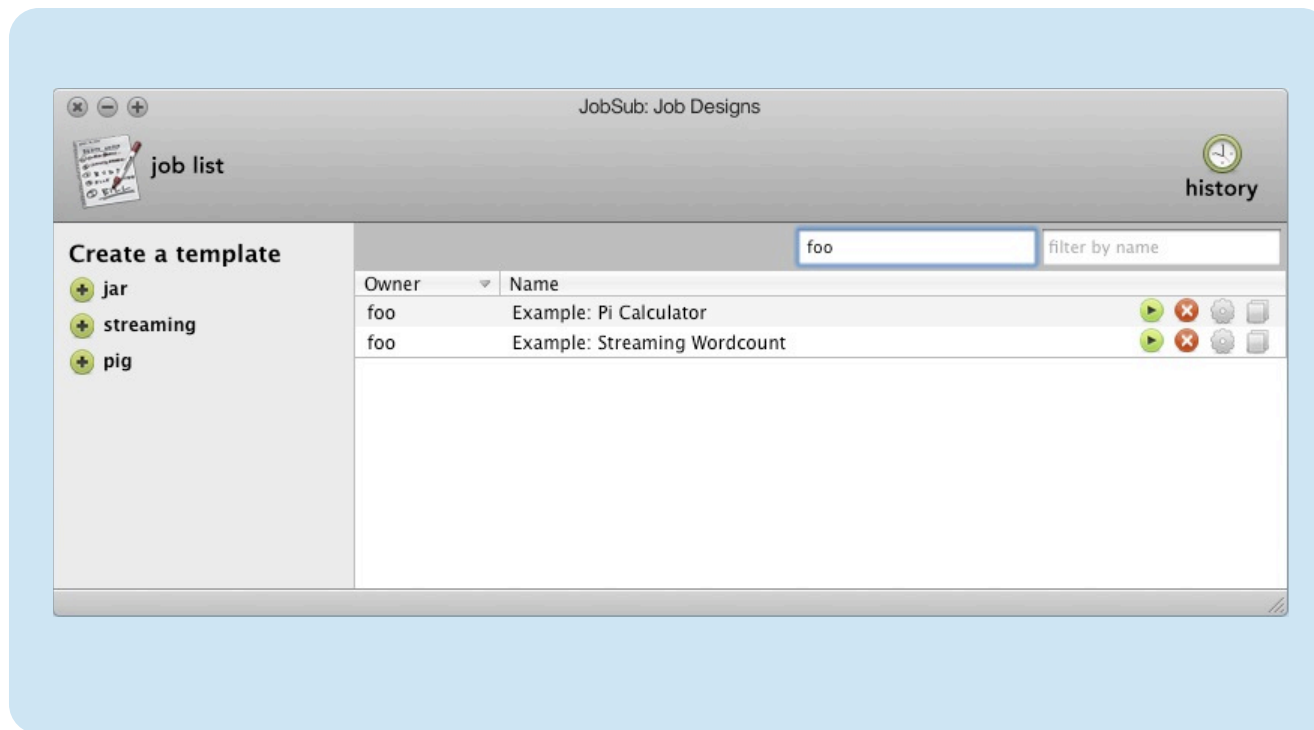 JobSub: Job Designs
job list
history
Create a template
jar
streaming
pig
foo
filter by name
Owner Name
foo Example: Pi Calculator
foo Example: Streaming Wordcount